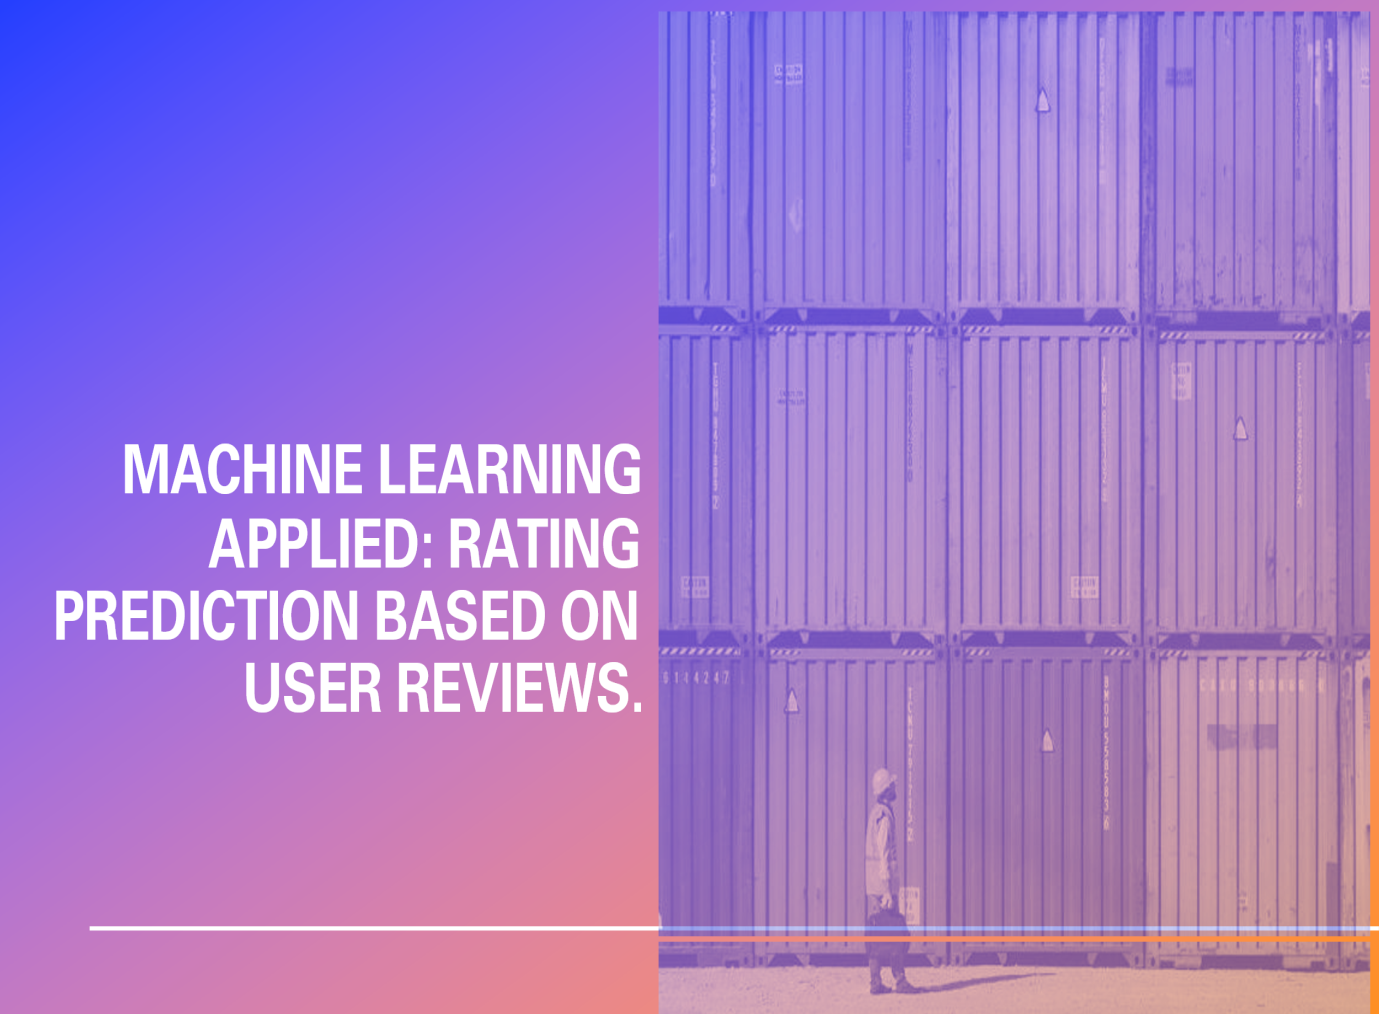 MACHINE LEARNING
APPLIED: RATING
PREDICTION BASED ON
USER REVIEWS.